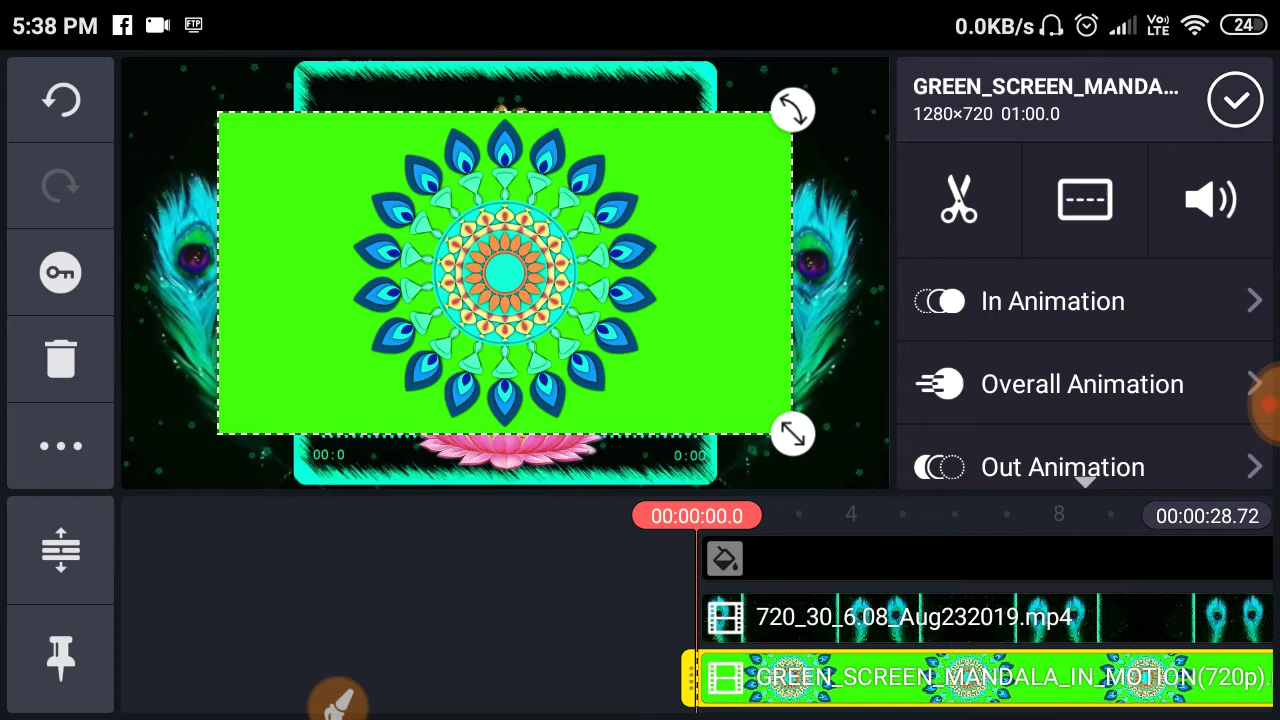 5:38 PM FTP 0.0KB/s Vo) LTE 24
GREEN_SCREEN_MANDA...
1280×720 01:00.0
In Animation
Overall Animation
Out Animation
00:0 0:00
00:00:00.0 4 8 00:00:28.72
720_30_6.08_Aug232019.mp4
GREEN_SCREEN_MANDALA_IN_MOTION(720p).